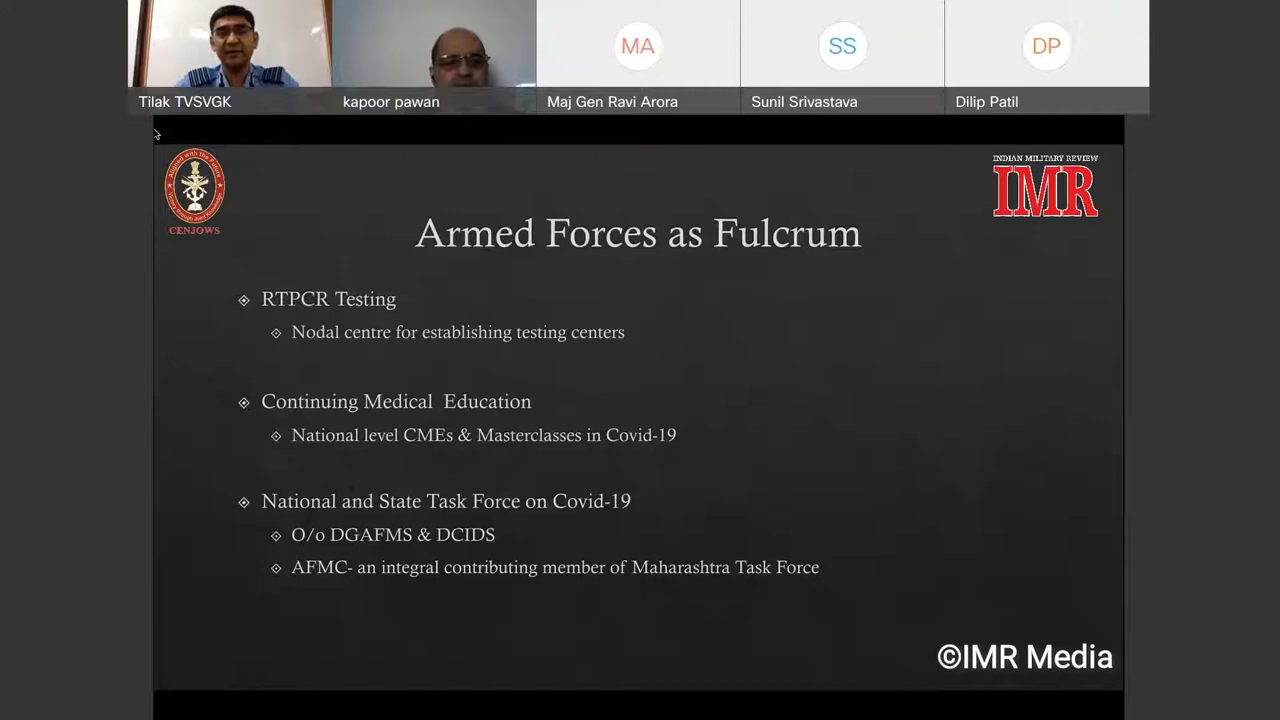 Tilak TVSVGK
kapoor pawan
MA
Maj Gen Ravi Arora
SS
Sunil Srivastava
DP
Dilip Patil
CENJOWS
INDIAN MILITARY REVIEW
IMR
Armed Forces as Fulcrum
RTPCR Testing
Nodal centre for establishing testing centers
Continuing Medical Education
National level CMEs & Masterclasses in Covid-19
National and State Task Force on Covid-19
O/o DGAFMS & DCIDS
AFMC- an integral contributing member of Maharashtra Task Force
©IMR Media